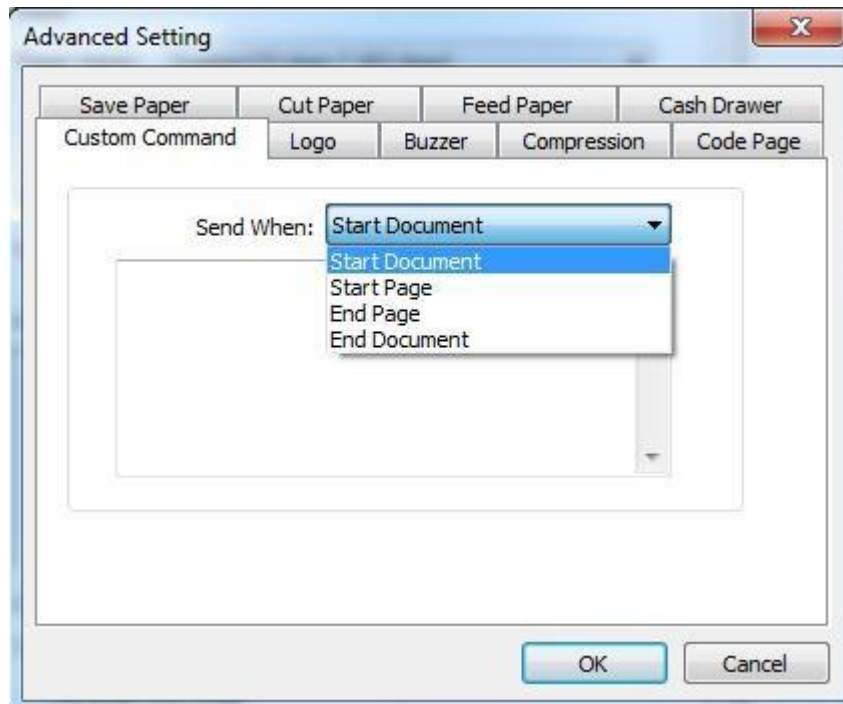 Advanced Setting
Save Paper Cut Paper Feed Paper Cash Drawer
Custom Command Logo Buzzer Compression Code Page
Send When: Start Document
Start Document
Start Page
End Page
End Document
OK Cancel